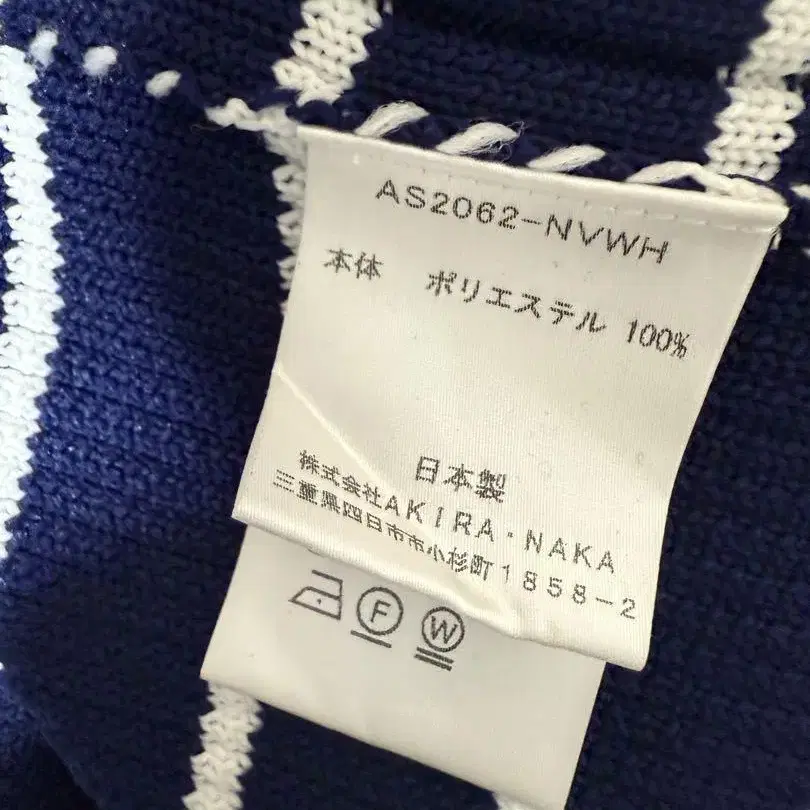 AS2062-NVWH
本体 ポリエステル 100%
日本製
株式会社AKIRA・NAKA
三重県四日市市小杉町1858-2
F W